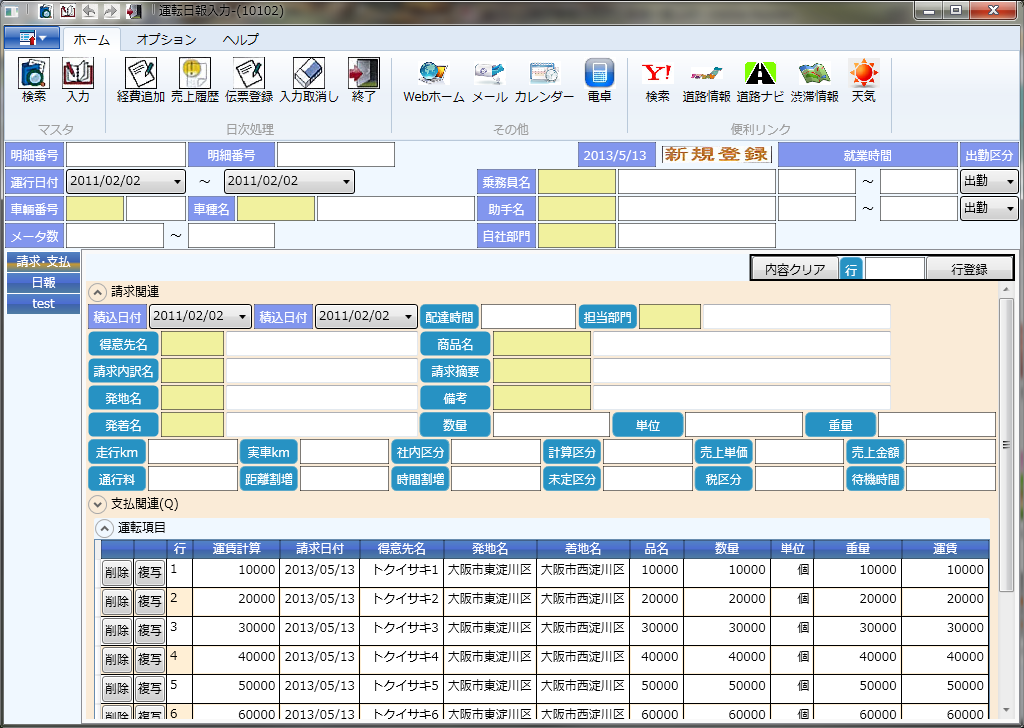 運転日報入力-(10102)
ホーム オプション ヘルプ
検索 入力 経費追加 売上履歴 伝票登録 入力取消し 終了 Webホーム メール カレンダー 電卓 Y! 検索 道路情報 道路ナビ 渋滞情報 天気
マスタ 日次処理 その他 便利リンク
明細番号 明細番号 2013/5/13 新規登録 就業時間 出勤区分
運行日付 2011/02/02 ～ 2011/02/02 乗務員名 ～ 出勤
車輌番号 車種名 助手名 ～ 出勤
メータ数 ～ 自社部門
請求・支払
日報
test
内容クリア 行 行登録
請求関連
積込日付 2011/02/02 積込日付 2011/02/02 配達時間 担当部門
得意先名 商品名
請求内訳名 請求摘要
発地名 備考
発着名 数量 単位 重量
走行km 実車km 社内区分 計算区分 売上単価 売上金額
通行料 距離割増 時間割増 未定区分 税区分 待機時間
支払関連(Q)
運転項目
行 運賃計算 請求日付 得意先名 発地名 着地名 品名 数量 単位 重量 運賃
削除 複写 1 10000 2013/05/13 トクイサキ1 大阪市東淀川区 大阪市西淀川区 10000 10000 個 10000 10000
削除 複写 2 20000 2013/05/13 トクイサキ2 大阪市東淀川区 大阪市西淀川区 20000 20000 個 20000 20000
削除 複写 3 30000 2013/05/13 トクイサキ3 大阪市東淀川区 大阪市西淀川区 30000 30000 個 30000 30000
削除 複写 4 40000 2013/05/13 トクイサキ4 大阪市東淀川区 大阪市西淀川区 40000 40000 個 40000 40000
削除 複写 5 50000 2013/05/13 トクイサキ5 大阪市東淀川区 大阪市西淀川区 50000 50000 個 50000 50000
削除 複写 6 60000 2013/05/13 トクイサキ6 大阪市東淀川区 大阪市西淀川区 60000 60000 個 60000 60000